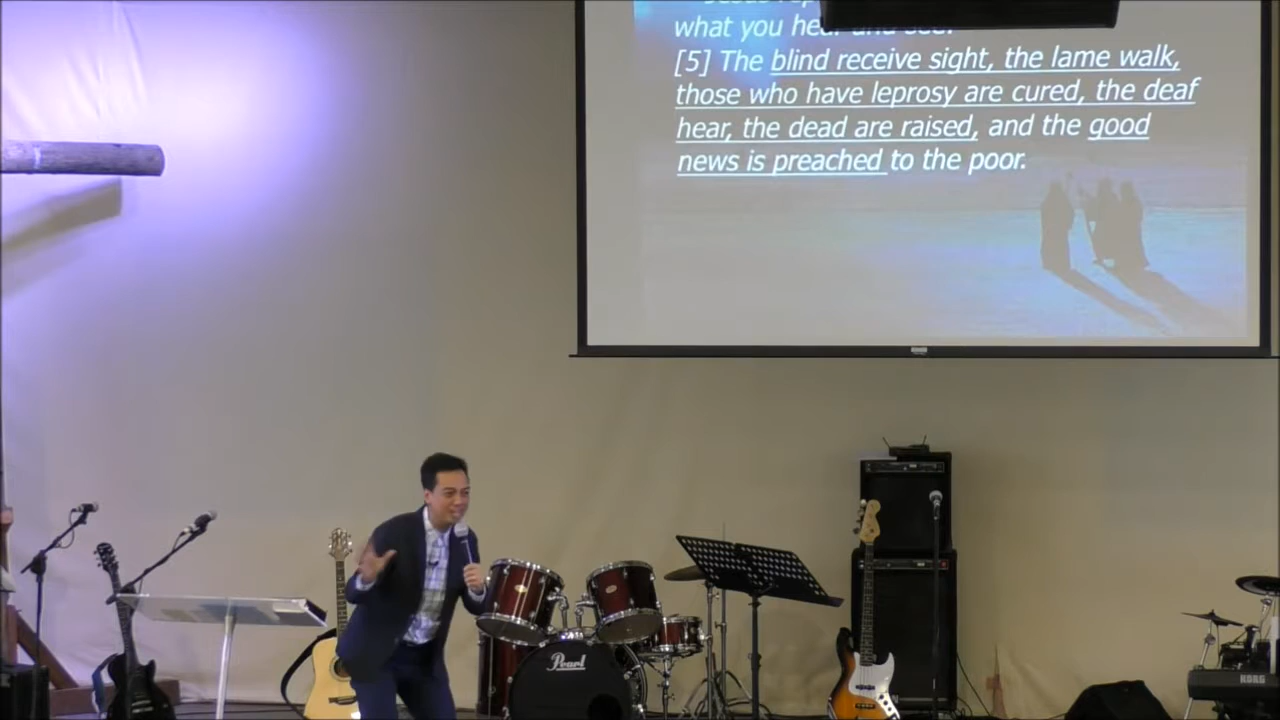 what you hear and see.
[5] The blind receive sight, the lame walk,
those who have leprosy are cured, the deaf
hear, the dead are raised, and the good
news is preached to the poor.
Pearl
KORG